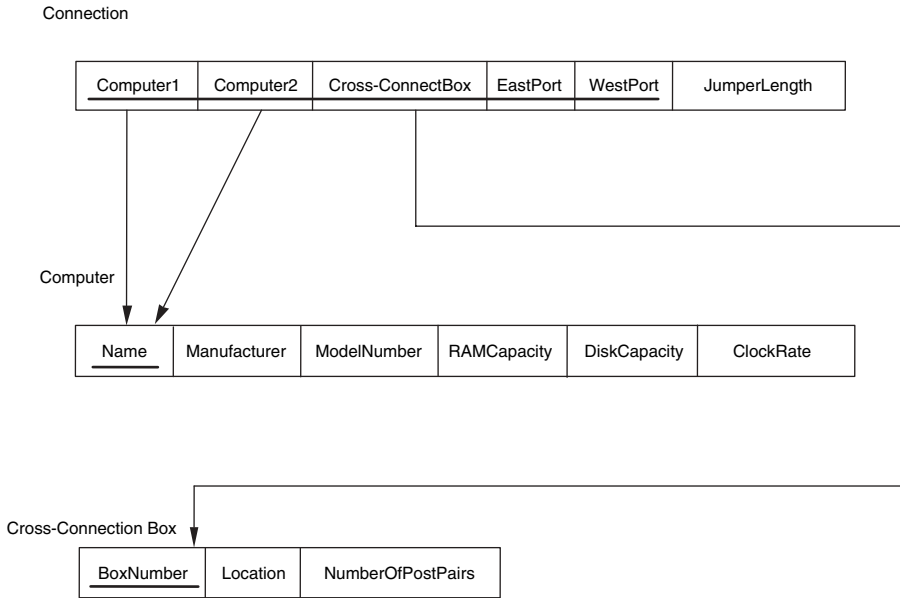 Connection
Computer1 Computer2 Cross-ConnectBox EastPort WestPort JumperLength
Computer
Name Manufacturer ModelNumber RAMCapacity DiskCapacity ClockRate
Cross-Connection Box
BoxNumber Location NumberOfPostPairs